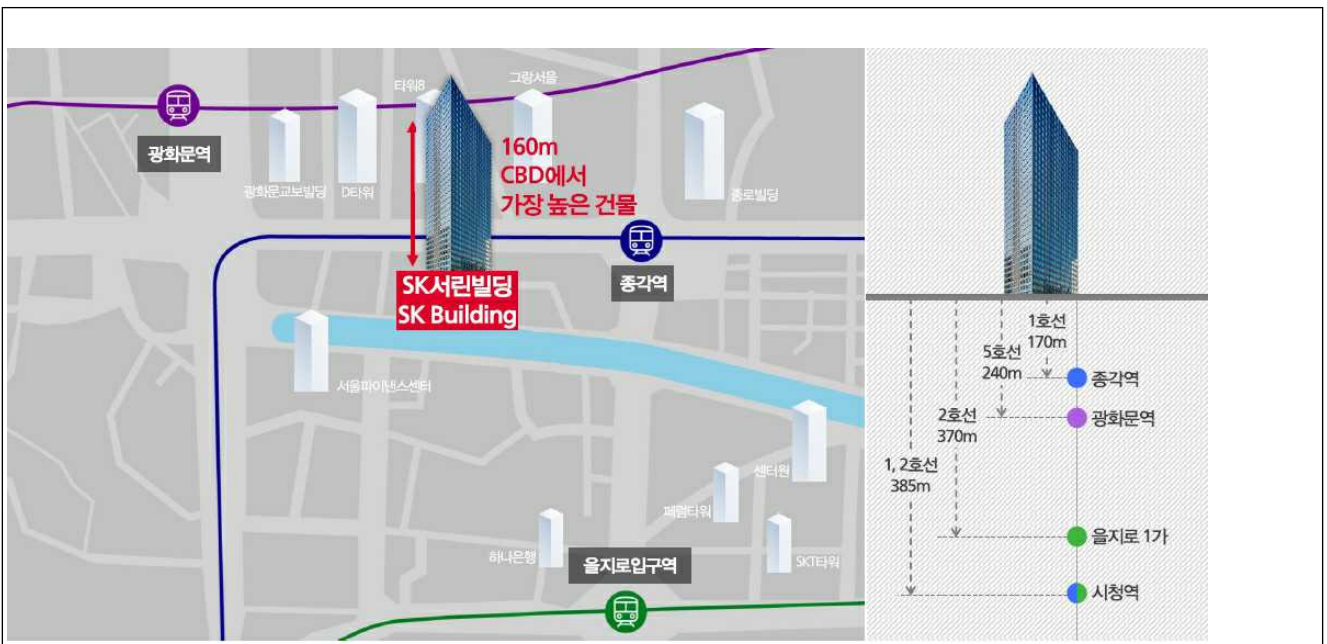 타워8
그랑서울
광화문역
광화문교보빌딩
D타워
160m
CBD에서
가장 높은 건물
종로빌딩
종각역
SK서린빌딩
SK Building
서울파이낸스센터
센터원
페럼타워
하나은행
을지로입구역
SKT타워
1호선
170m
5호선
240m
종각역
2호선
370m
광화문역
1, 2호선
385m
을지로 1가
시청역